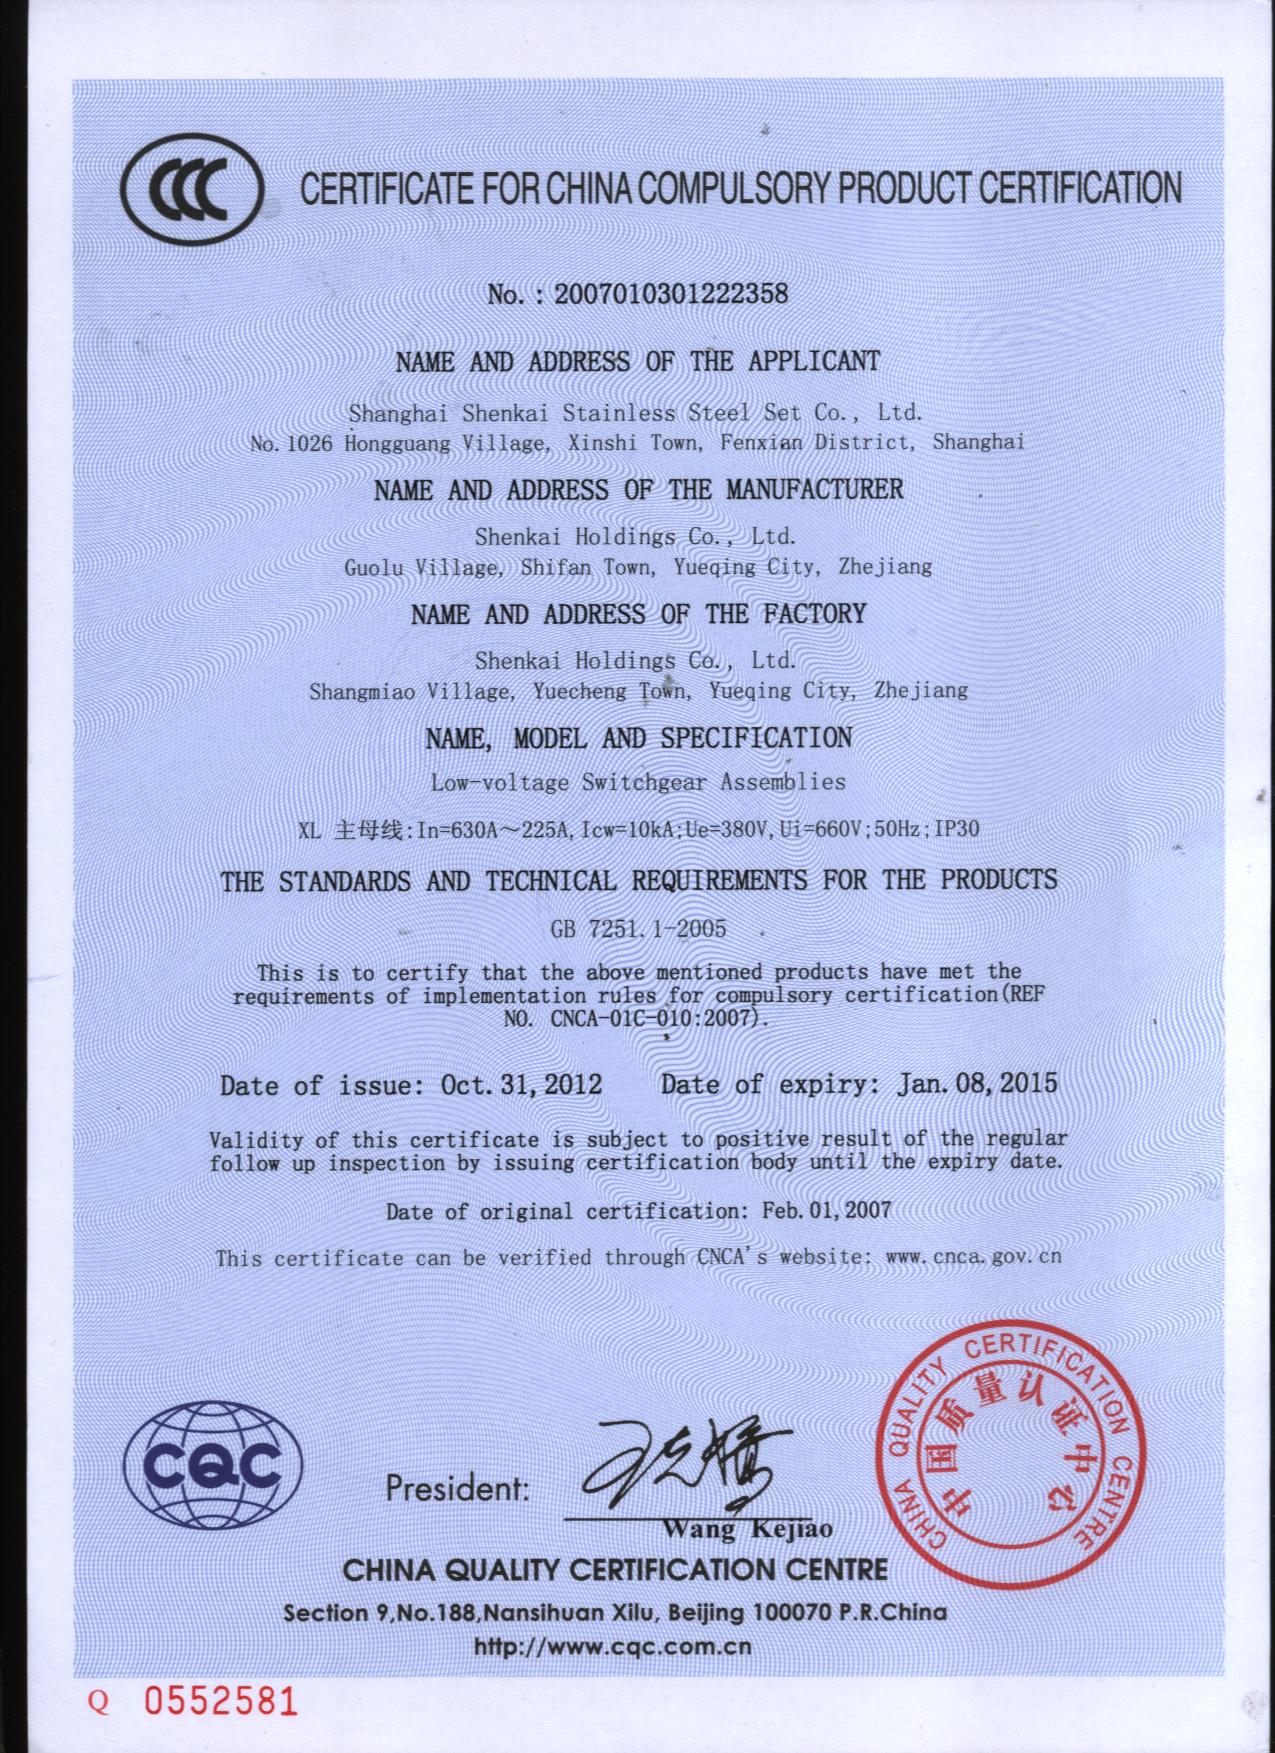 CCC
CERTIFICATE FOR CHINA COMPULSORY PRODUCT CERTIFICATION
No. : 2007010301222358
NAME AND ADDRESS OF THE APPLICANT
Shanghai Shenkai Stainless Steel Set Co., Ltd.
No. 1026 Hongguang Village, Xinshi Town, Fenxian District, Shanghai
NAME AND ADDRESS OF THE MANUFACTURER
Shenkai Holdings Co., Ltd.
Guolu Village, Shifan Town, Yueqing City, Zhejiang
NAME AND ADDRESS OF THE FACTORY
Shenkai Holdings Co., Ltd.
Shangmiao Village, Yuecheng Town, Yueqing City, Zhejiang
NAME, MODEL AND SPECIFICATION
Low-voltage Switchgear Assemblies
XL 主母线:In=630A～225A, Icw=10kA;Ue=380V, Ui=660V;50Hz;IP30
THE STANDARDS AND TECHNICAL REQUIREMENTS FOR THE PRODUCTS
GB 7251.1-2005
This is to certify that the above mentioned products have met the
requirements of implementation rules for compulsory certification(REF
NO. CNCA-01C-010:2007).
Date of issue: Oct. 31, 2012 Date of expiry: Jan. 08, 2015
Validity of this certificate is subject to positive result of the regular
follow up inspection by issuing certification body until the expiry date.
Date of original certification: Feb. 01, 2007
This certificate can be verified through CNCA's website: www.cnca.gov.cn
CHINA QUALITY CERTIFICATION CENTRE
中国质量认证中心
CQC
President:
Wang Kejiao
CHINA QUALITY CERTIFICATION CENTRE
Section 9,No.188,Nansihuan Xilu, Beijing 100070 P.R.China
http://www.cqc.com.cn
Q 0552581